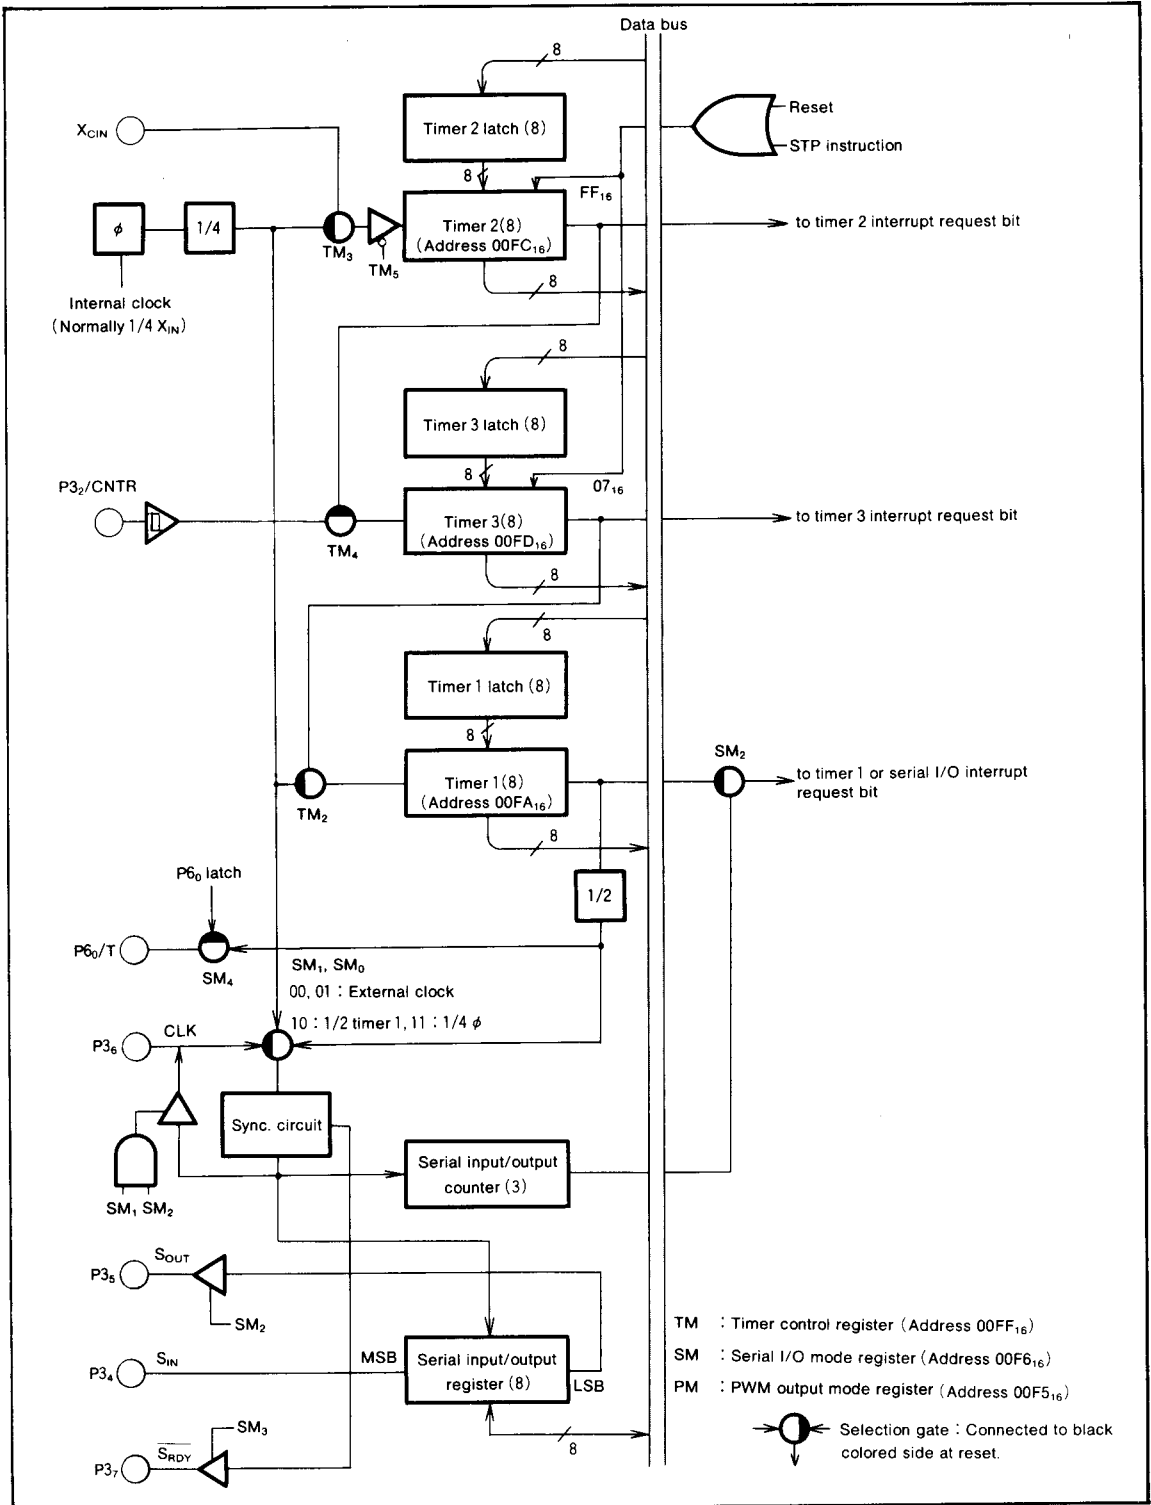 Data bus
8
Timer 2 latch (8)
Reset
STP instruction
X_CIN
8
FF₁₆
φ
1/4
TM₃
TM₅
Timer 2(8)
(Address 00FC₁₆)
to timer 2 interrupt request bit
8
Internal clock
(Normally 1/4 X_IN)
8
Timer 3 latch (8)
P3₂/CNTR
8
07₁₆
TM₄
Timer 3(8)
(Address 00FD₁₆)
to timer 3 interrupt request bit
8
8
Timer 1 latch (8)
8
TM₂
Timer 1(8)
(Address 00FA₁₆)
SM₂
to timer 1 or serial I/O interrupt
request bit
8
P6₀ latch
1/2
P6₀/T
SM₄
SM₁, SM₀
00, 01 : External clock
10 : 1/2 timer 1, 11 : 1/4 φ
P3₆
CLK
Sync. circuit
SM₁ SM₂
Serial input/output
counter (3)
P3₅
S_OUT
SM₂
P3₄
S_IN
MSB
Serial input/output
register (8)
LSB
8
P3₇
S̅_R̅D̅Y̅
SM₃
TM : Timer control register (Address 00FF₁₆)
SM : Serial I/O mode register (Address 00F6₁₆)
PM : PWM output mode register (Address 00F5₁₆)
Selection gate : Connected to black
colored side at reset.